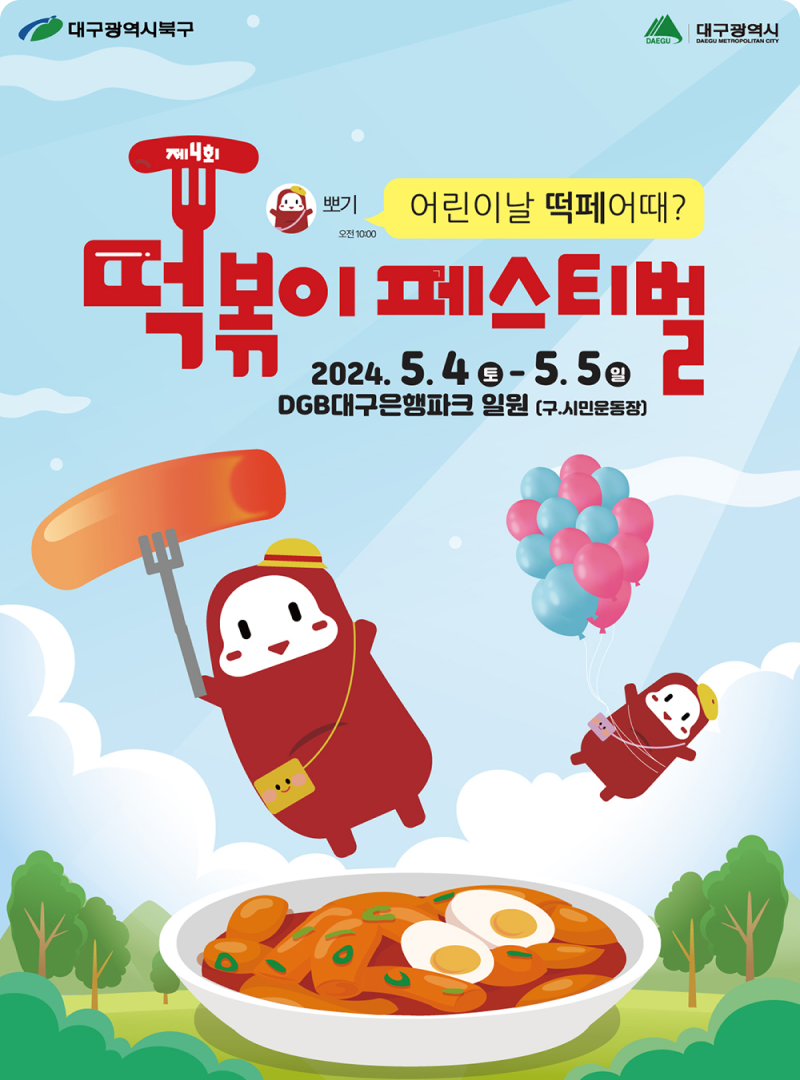 대구광역시북구
DAEGU
대구광역시
DAEGU METROPOLITAN CITY
제4회
뽀기
오전 10:00
어린이날 떡페어때?
떡볶이 페스티벌
2024. 5. 4 토 - 5. 5 일
DGB대구은행파크 일원 (구.시민운동장)